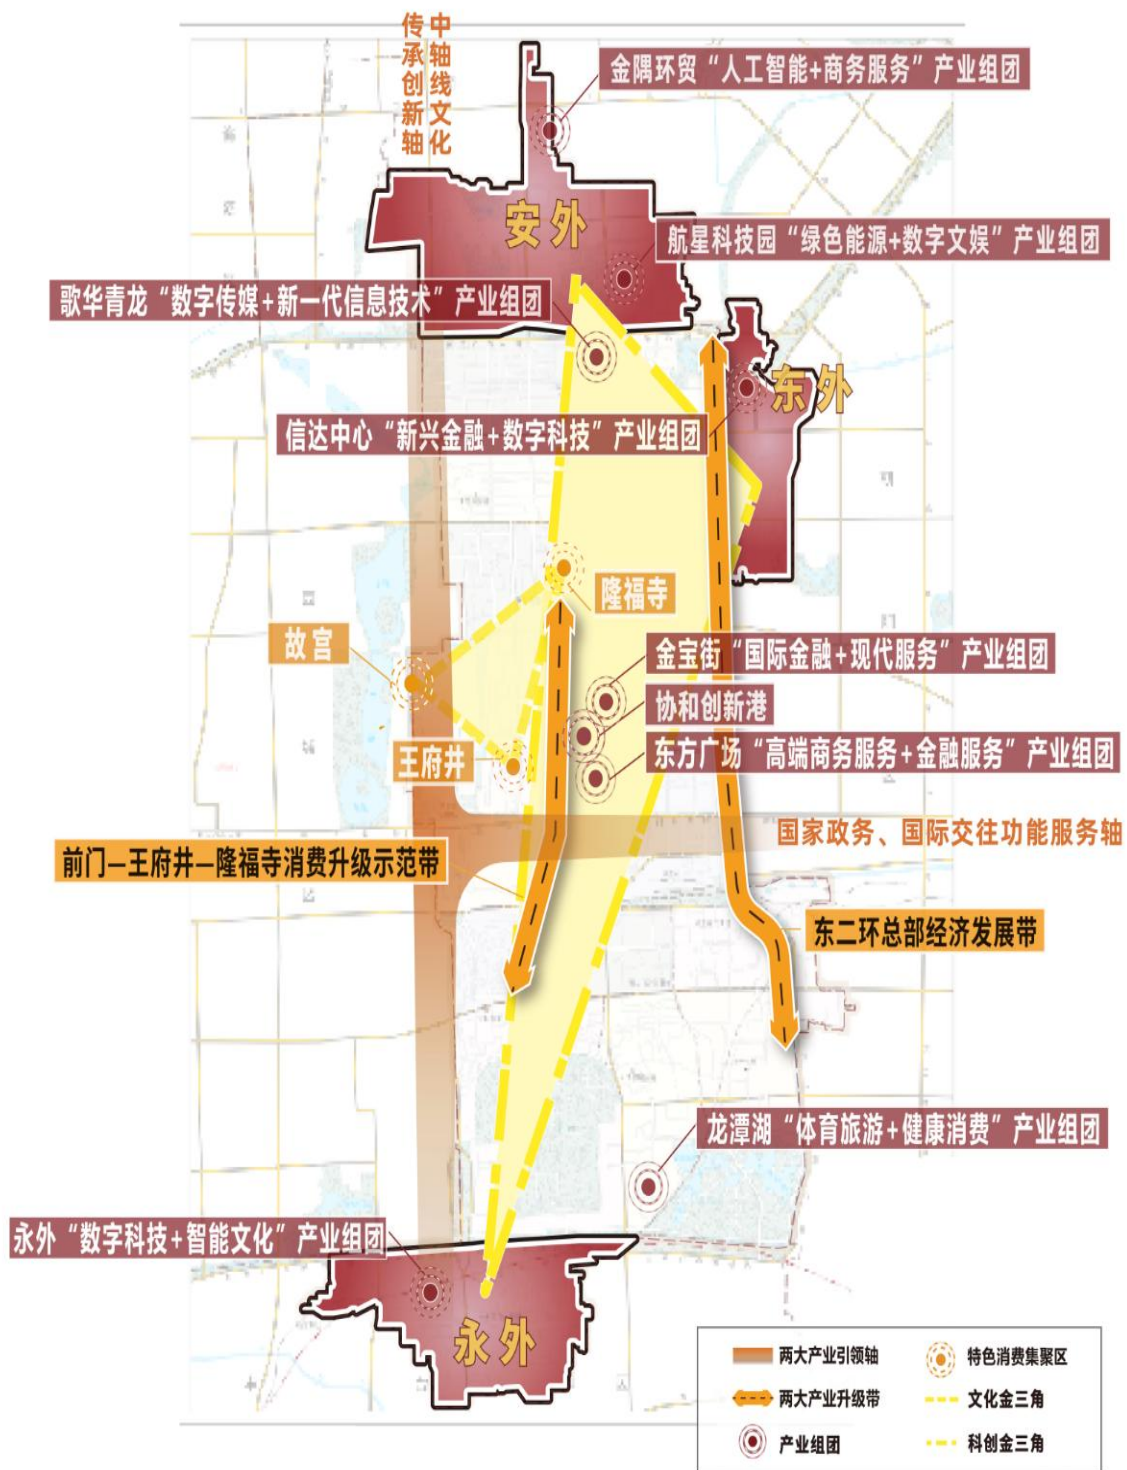 中轴线文化
传承创新轴
金隅环贸“人工智能+商务服务”产业组团
安外
航星科技园“绿色能源+数字文娱”产业组团
歌华青龙“数字传媒+新一代信息技术”产业组团
东外
信达中心“新兴金融+数字科技”产业组团
隆福寺
故宫
金宝街“国际金融+现代服务”产业组团
协和创新港
王府井
东方广场“高端商务服务+金融服务”产业组团
国家政务、国际交往功能服务轴
前门—王府井—隆福寺消费升级示范带
东二环总部经济发展带
龙潭湖“体育旅游+健康消费”产业组团
永外“数字科技+智能文化”产业组团
永外
两大产业引领轴
特色消费集聚区
两大产业升级带
文化金三角
产业组团
科创金三角